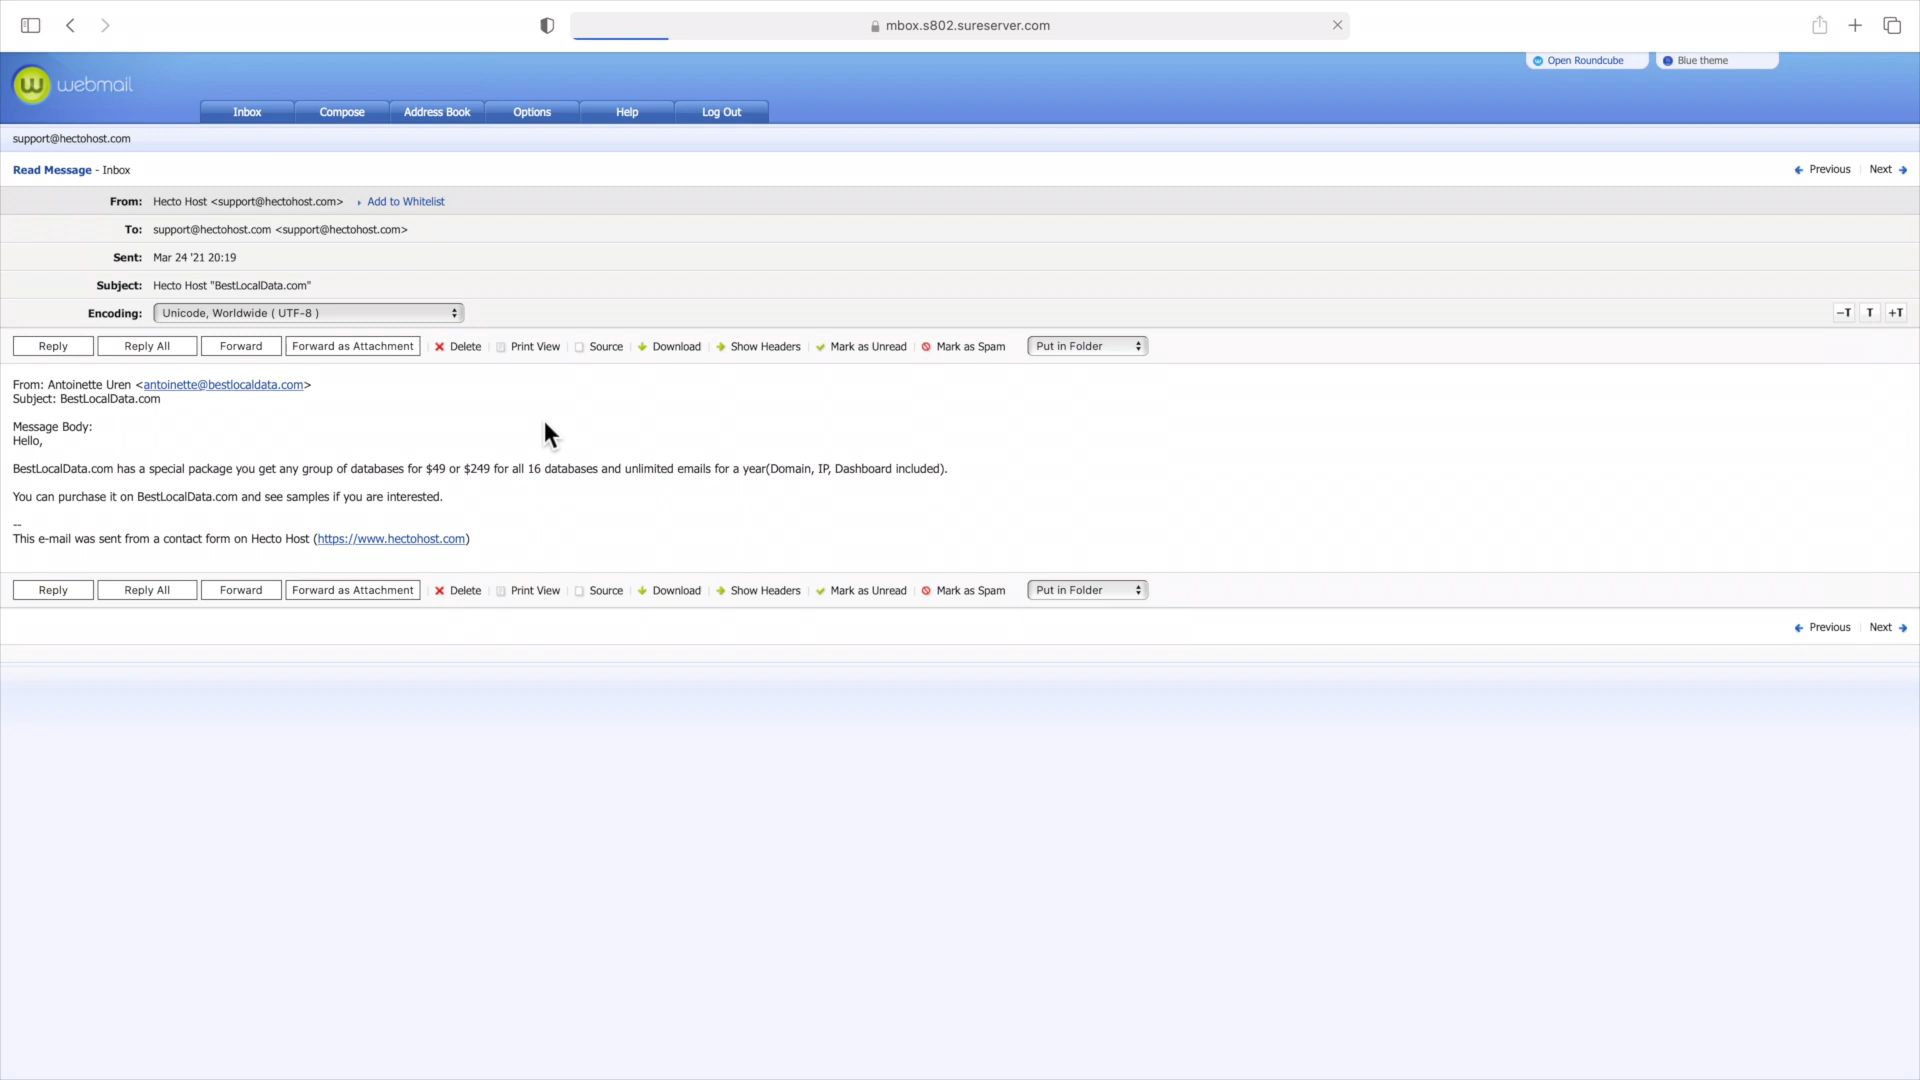 mbox.s802.sureserver.com
Open Roundcube
Blue theme
w webmail
Inbox Compose Address Book Options Help Log Out
support@hectohost.com
Read Message - Inbox
Previous Next
From: Hecto Host <support@hectohost.com> Add to Whitelist
To: support@hectohost.com <support@hectohost.com>
Sent: Mar 24 '21 20:19
Subject: Hecto Host "BestLocalData.com"
Encoding: Unicode, Worldwide ( UTF-8 )
−T T +T
Reply Reply All Forward Forward as Attachment Delete Print View Source Download Show Headers Mark as Unread Mark as Spam Put in Folder
From: Antoinette Uren <antoinette@bestlocaldata.com>
Subject: BestLocalData.com
Message Body:
Hello,
BestLocalData.com has a special package you get any group of databases for $49 or $249 for all 16 databases and unlimited emails for a year(Domain, IP, Dashboard included).
You can purchase it on BestLocalData.com and see samples if you are interested.
--
This e-mail was sent from a contact form on Hecto Host (https://www.hectohost.com)
Reply Reply All Forward Forward as Attachment Delete Print View Source Download Show Headers Mark as Unread Mark as Spam Put in Folder
Previous Next